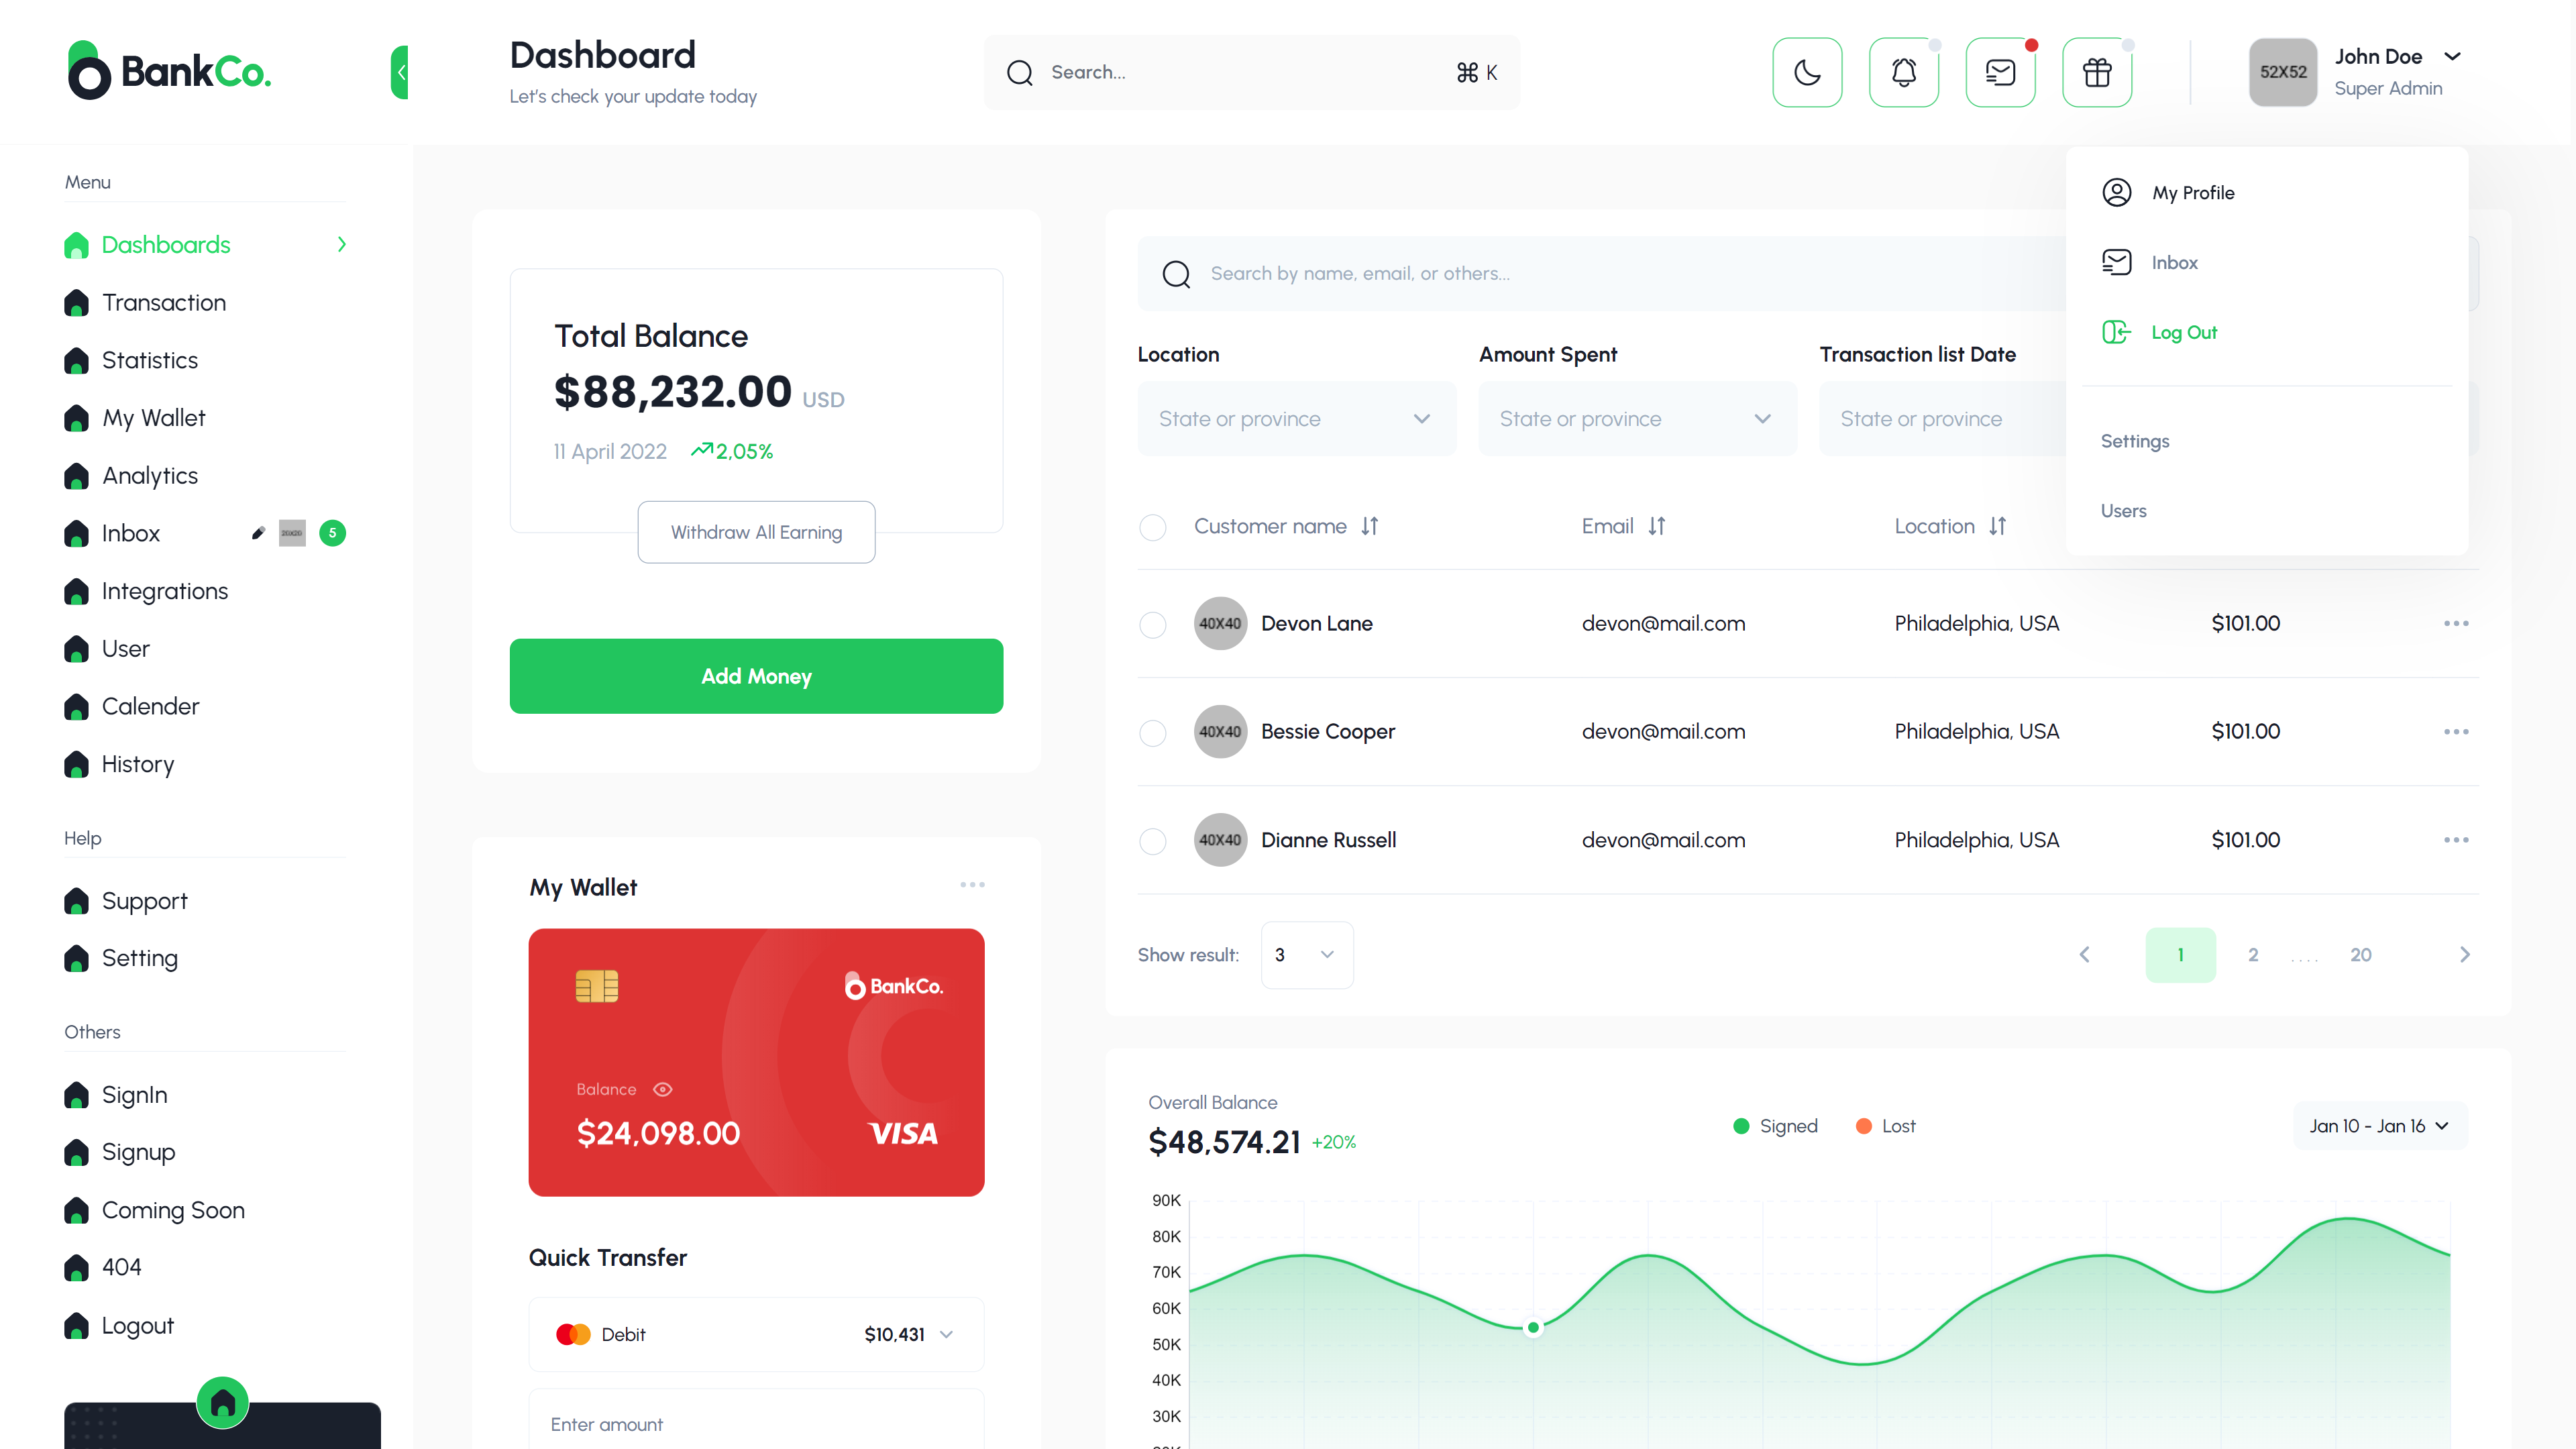 BankCo.
Dashboard
Let's check your update today
Search...
⌘ K
52X52
John Doe
Super Admin
Menu
Dashboards
Transaction
Statistics
My Wallet
Analytics
Inbox
5
Integrations
User
Calender
History
Help
Support
Setting
Others
SignIn
Signup
Coming Soon
404
Logout
Total Balance
$88,232.00 USD
11 April 2022 2,05%
Withdraw All Earning
Add Money
My Wallet
BankCo.
Balance
$24,098.00
VISA
Quick Transfer
Debit $10,431
Enter amount
Search by name, email, or others...
Location Amount Spent Transaction list Date
State or province State or province State or province
My Profile
Inbox
Log Out
Settings
Users
Customer name Email Location
40X40 Devon Lane devon@mail.com Philadelphia, USA $101.00
40X40 Bessie Cooper devon@mail.com Philadelphia, USA $101.00
40X40 Dianne Russell devon@mail.com Philadelphia, USA $101.00
Show result: 3
1 2 .... 20
Overall Balance
$48,574.21 +20%
Signed Lost
Jan 10 - Jan 16
90K
80K
70K
60K
50K
40K
30K